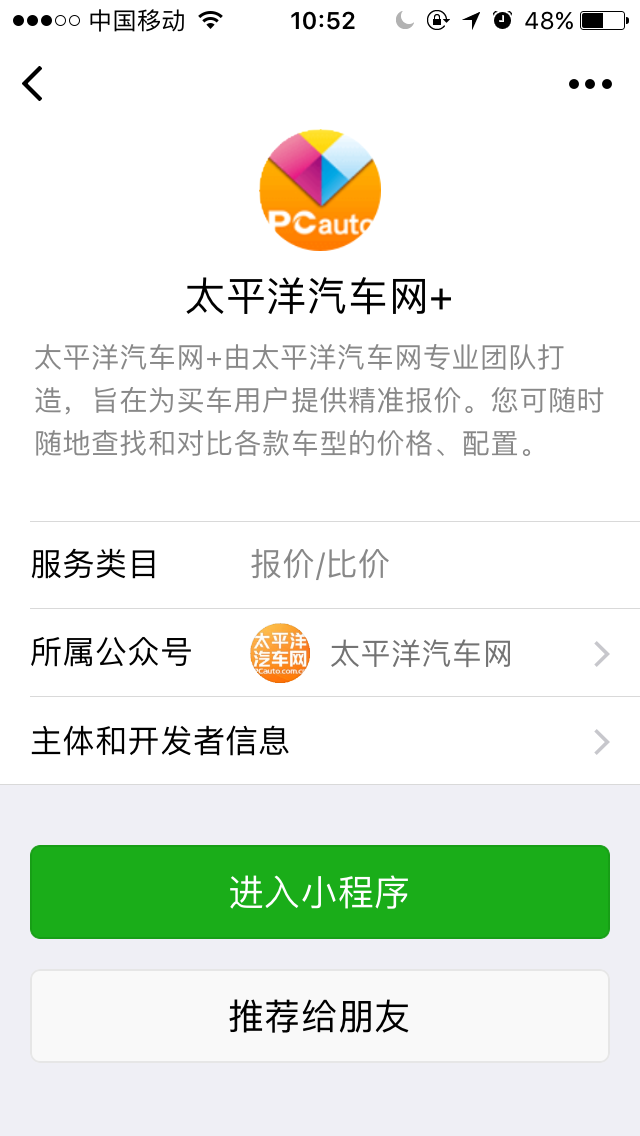 中国移动 10:52 48%
PCauto
太平洋汽车网+
太平洋汽车网+由太平洋汽车网专业团队打
造，旨在为买车用户提供精准报价。您可随时
随地查找和对比各款车型的价格、配置。
服务类目 报价/比价
所属公众号 太平洋汽车网 PCauto.com.cn 太平洋汽车网
主体和开发者信息
进入小程序
推荐给朋友